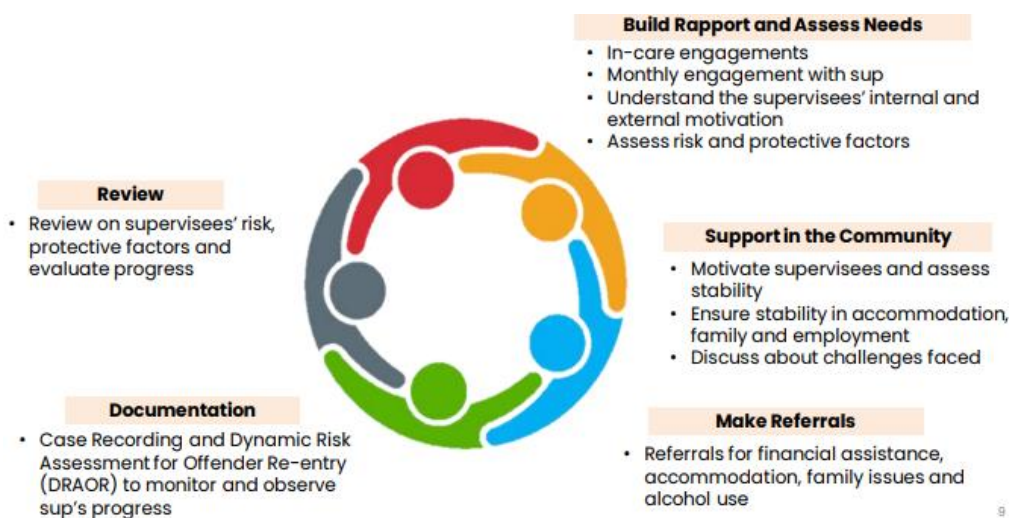 Build Rapport and Assess Needs
• In-care engagements
• Monthly engagement with sup
• Understand the supervisees' internal and
external motivation
• Assess risk and protective factors
Support in the Community
• Motivate supervisees and assess
stability
• Ensure stability in accommodation,
family and employment
• Discuss about challenges faced
Make Referrals
• Referrals for financial assistance,
accommodation, family issues and
alcohol use
Documentation
• Case Recording and Dynamic Risk
Assessment for Offender Re-entry
(DRAOR) to monitor and observe
sup's progress
Review
• Review on supervisees' risk,
protective factors and
evaluate progress
9